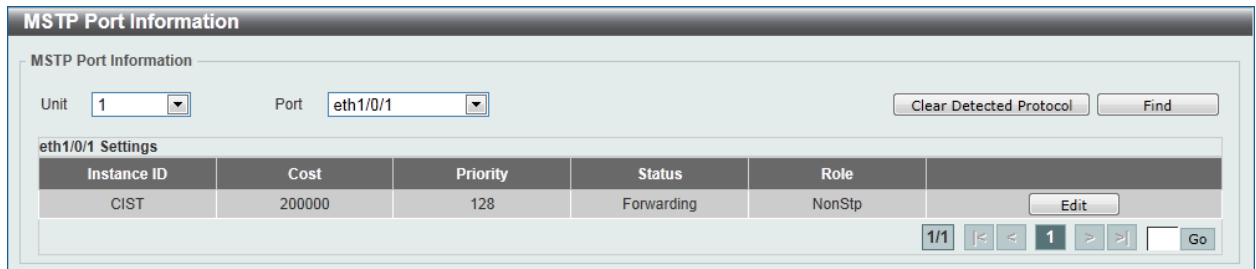 MSTP Port Information
MSTP Port Information
Unit 1 Port eth1/0/1 Clear Detected Protocol Find
eth1/0/1 Settings
Instance ID Cost Priority Status Role
CIST 200000 128 Forwarding NonStp Edit
1/1 |< < 1 > >| Go